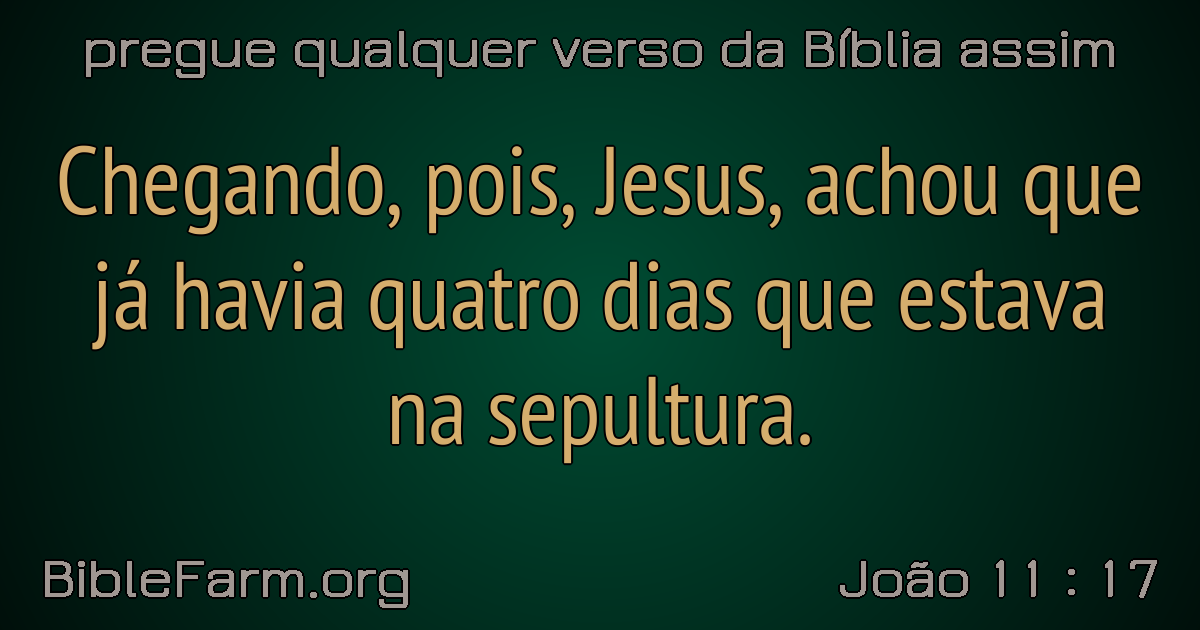 pregue qualquer verso da Bíblia assim
Chegando, pois, Jesus, achou que
já havia quatro dias que estava
na sepultura.
BibleFarm.org
João 11 : 17